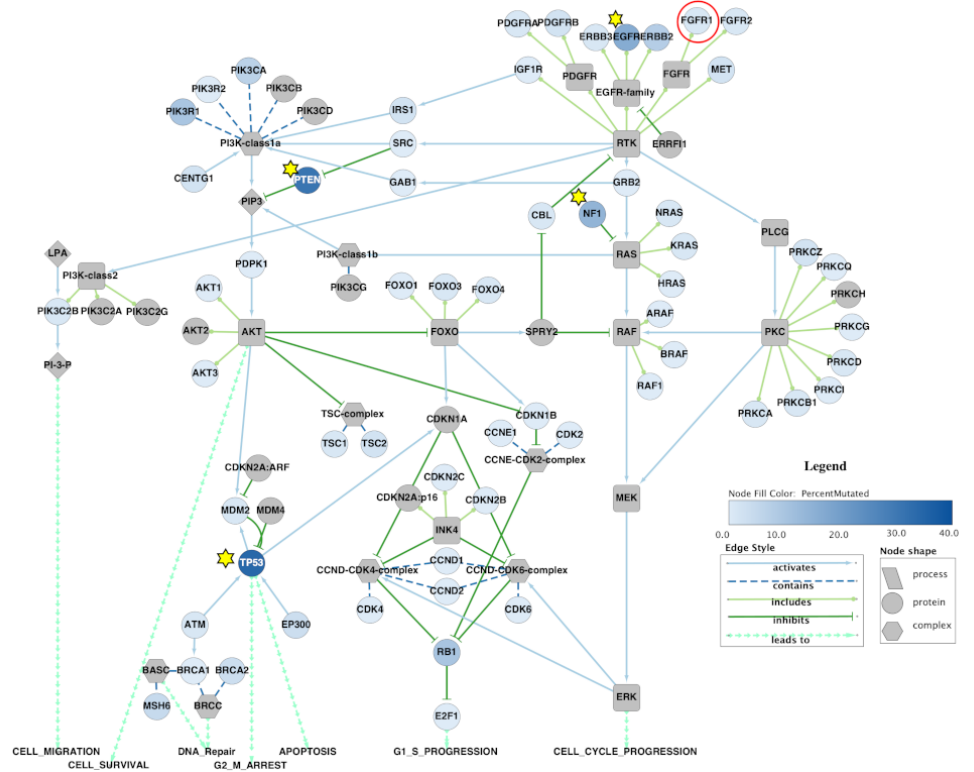 PDGFRA PDGFRB ERBB3 EGFR ERBB2 FGFR1 FGFR2
PIK3CA
PIK3R2 PIK3CB
IGF1R PDGFR FGFR MET
EGFR-family
PIK3R1 PIK3CD IRS1
PI3K-class1a SRC RTK ERRFI1
CENTG1 PTEN GAB1 GRB2
PIP3 CBL NF1 NRAS
PLCG
LPA PI3K-class1b RAS KRAS
PDPK1 PRKCZ
PI3K-class2 PRKCQ
AKT1 PIK3CG FOXO1 FOXO3 FOXO4 HRAS
PRKCH
PIK3C2B PIK3C2A PIK3C2G ARAF
AKT2 AKT FOXO SPRY2 RAF PKC PRKCG
PI-3-P BRAF PRKCD
AKT3 RAF1 PRKCI
PRKCB1
PRKCA
TSC-complex CDKN1A CDKN1B
TSC1 TSC2 CCNE1 CDK2
CCNE-CDK2-complex
CDKN2A:ARF CDKN2C
CDKN2A:p16 CDKN2B MEK
MDM2 MDM4 INK4
TP53 CCND1
CCND-CDK4-complex CCND-CDK6-complex
CCND2
CDK4 CDK6
ATM EP300
RB1
BASC BRCA1 BRCA2
MSH6 BRCC ERK
E2F1
CELL_MIGRATION DNA_Repair APOPTOSIS G1_S_PROGRESSION CELL_CYCLE_PROGRESSION
CELL_SURVIVAL G2_M_ARREST
Legend
Node Fill Color: PercentMutated
0.0 10.0 20.0 40.0
Edge Style
activates
contains
includes
inhibits
leads to
Node shape
process
protein
complex